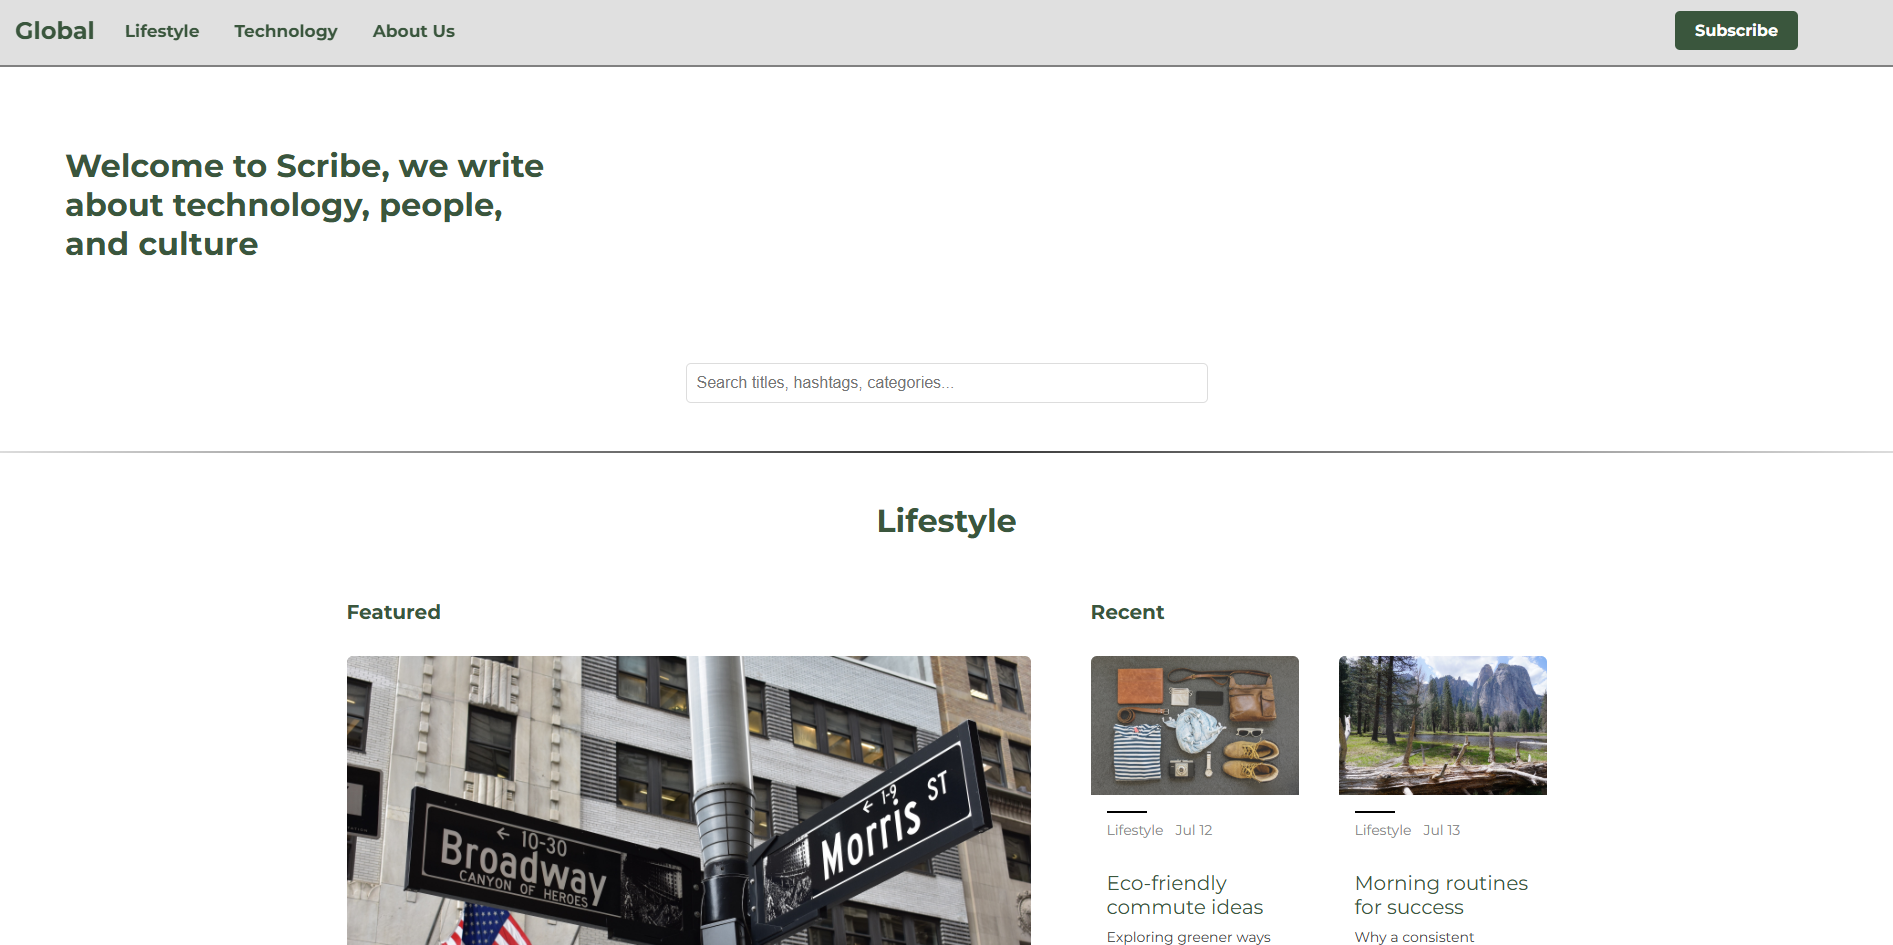 Global Lifestyle Technology About Us Subscribe
Welcome to Scribe, we write
about technology, people,
and culture
Search titles, hashtags, categories...
Lifestyle
Featured
← 10-30
Broadway
CANYON OF HEROES
← 1-9
Morris ST
Recent
Lifestyle Jul 12
Eco-friendly
commute ideas
Exploring greener ways
Lifestyle Jul 13
Morning routines
for success
Why a consistent